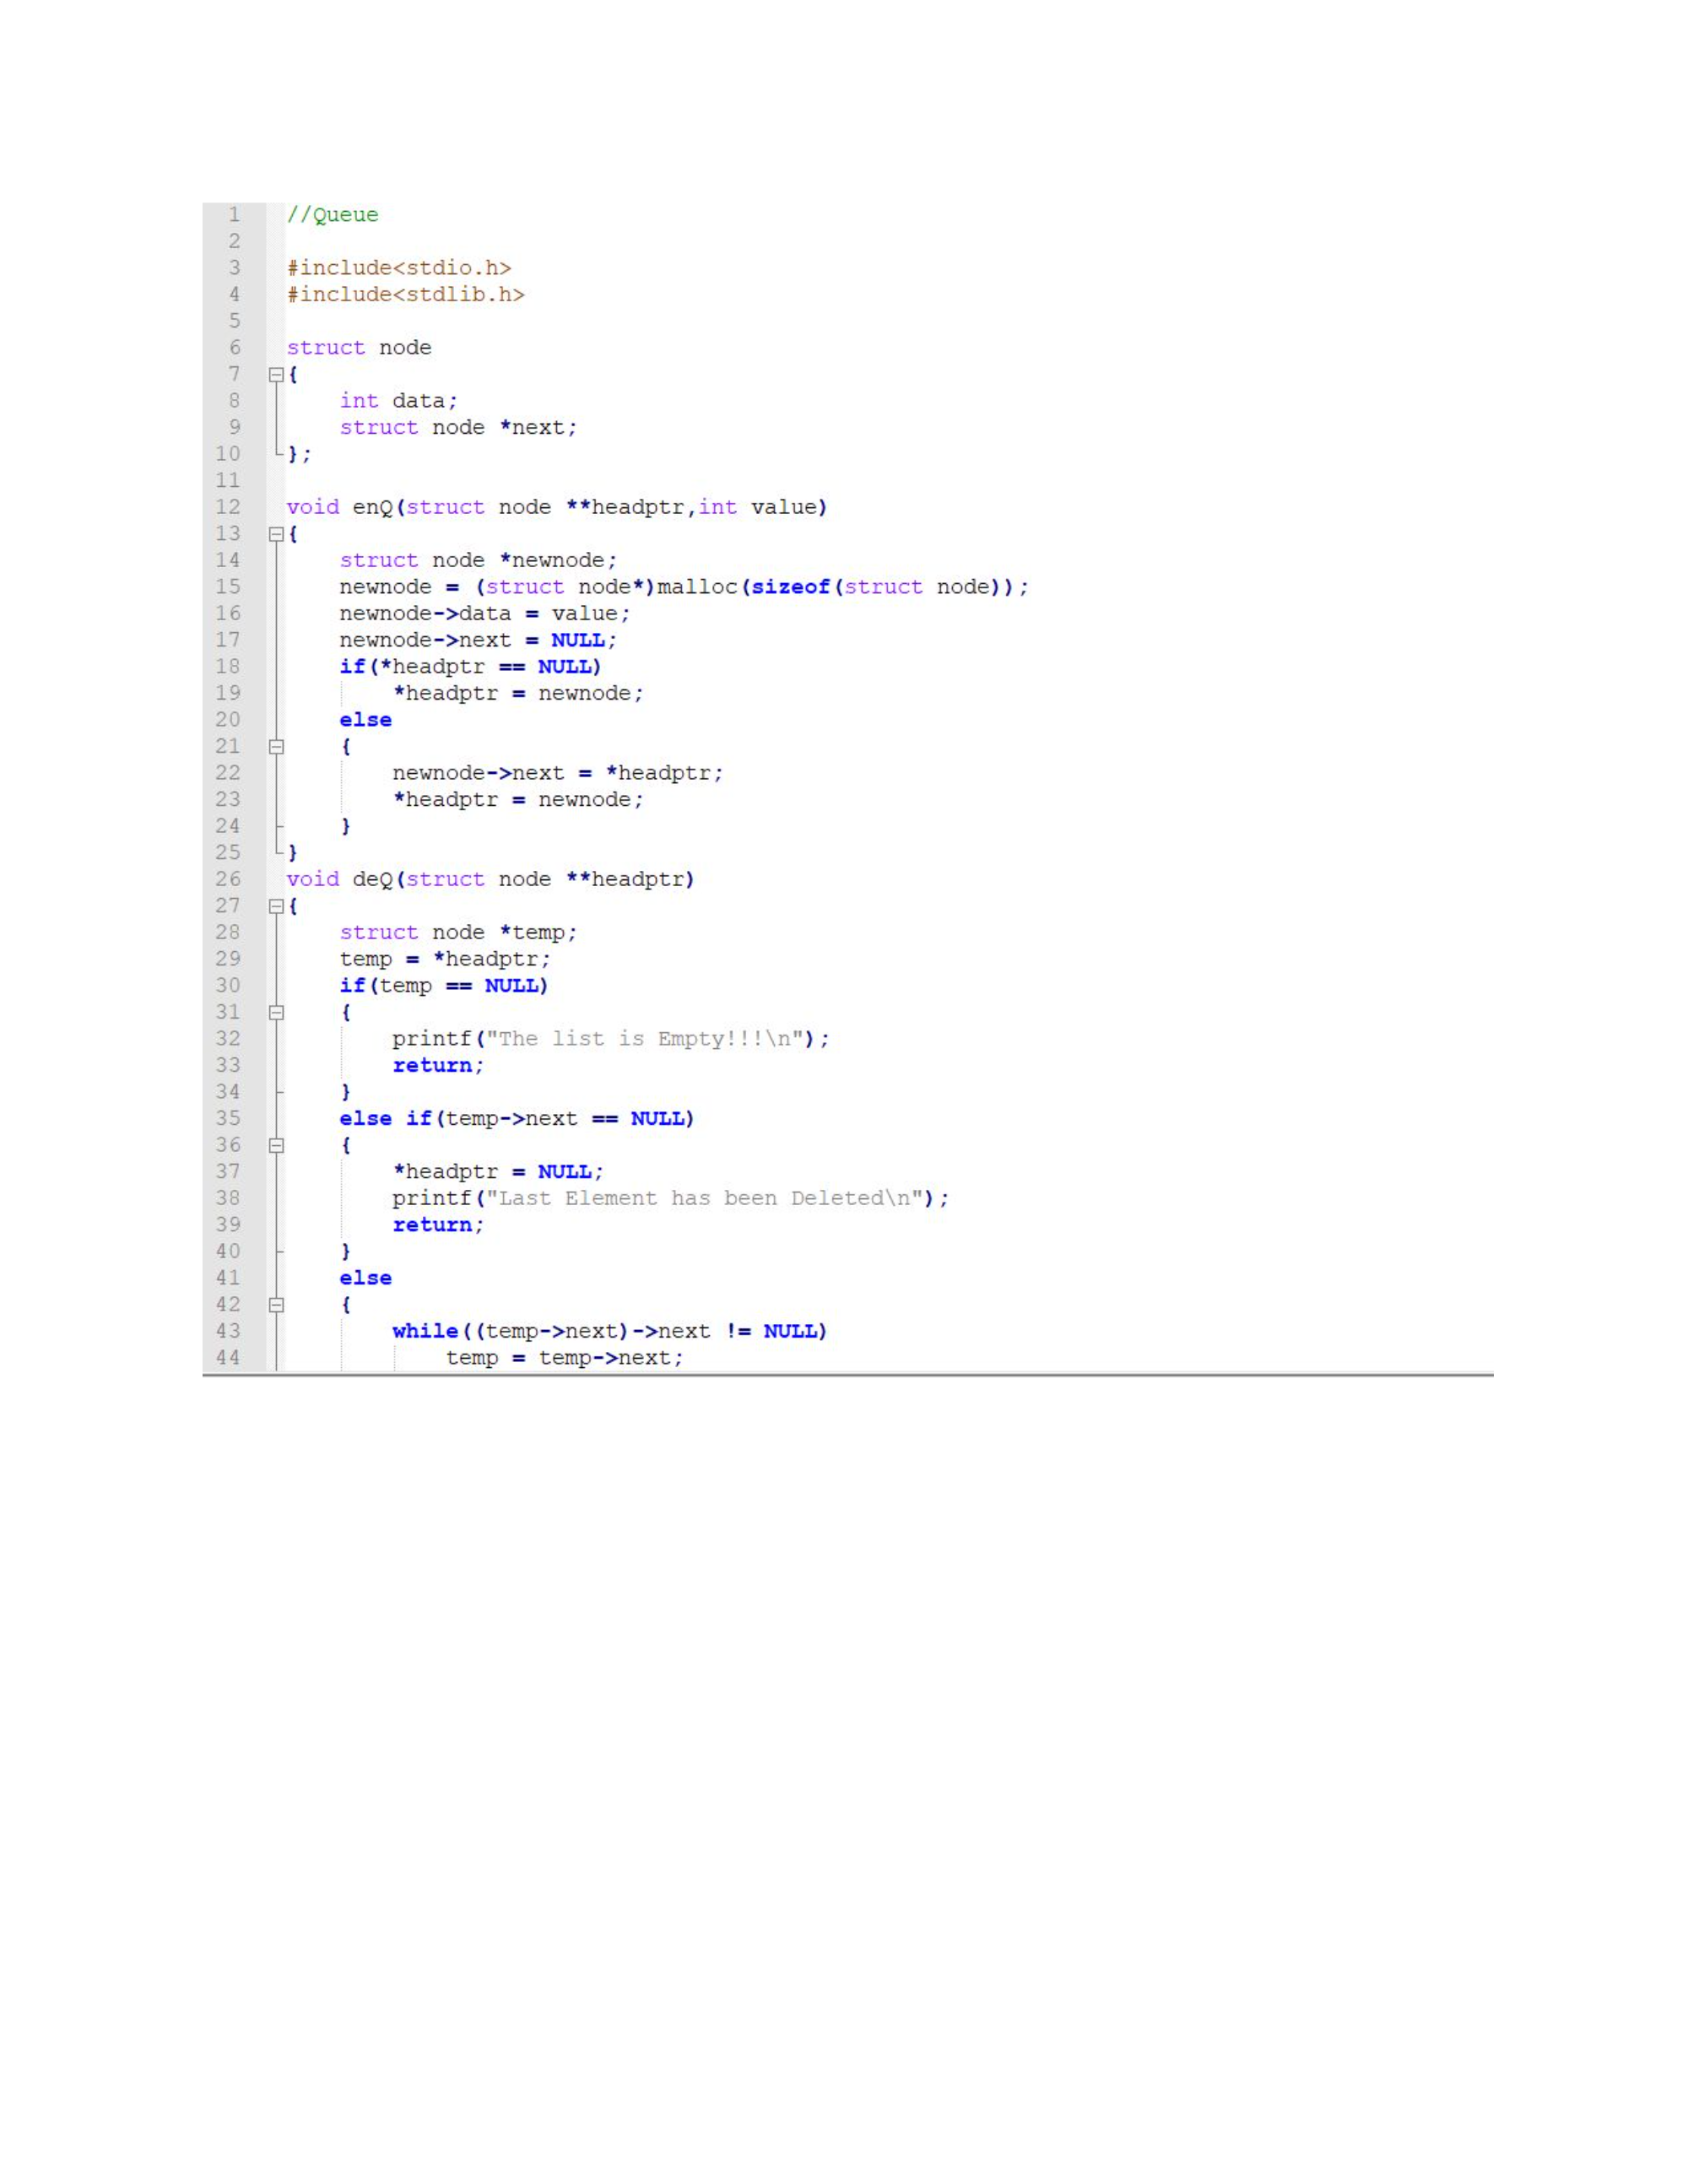 1 //Queue
2
3 #include<stdio.h>
4 #include<stdlib.h>
5
6 struct node
7 {
8     int data;
9     struct node *next;
10 };
11
12 void enQ(struct node **headptr,int value)
13 {
14     struct node *newnode;
15     newnode = (struct node*)malloc(sizeof(struct node));
16     newnode->data = value;
17     newnode->next = NULL;
18     if(*headptr == NULL)
19         *headptr = newnode;
20     else
21     {
22         newnode->next = *headptr;
23         *headptr = newnode;
24     }
25 }
26 void deQ(struct node **headptr)
27 {
28     struct node *temp;
29     temp = *headptr;
30     if(temp == NULL)
31     {
32         printf("The list is Empty!!!\n");
33         return;
34     }
35     else if(temp->next == NULL)
36     {
37         *headptr = NULL;
38         printf("Last Element has been Deleted\n");
39         return;
40     }
41     else
42     {
43         while((temp->next)->next != NULL)
44             temp = temp->next;